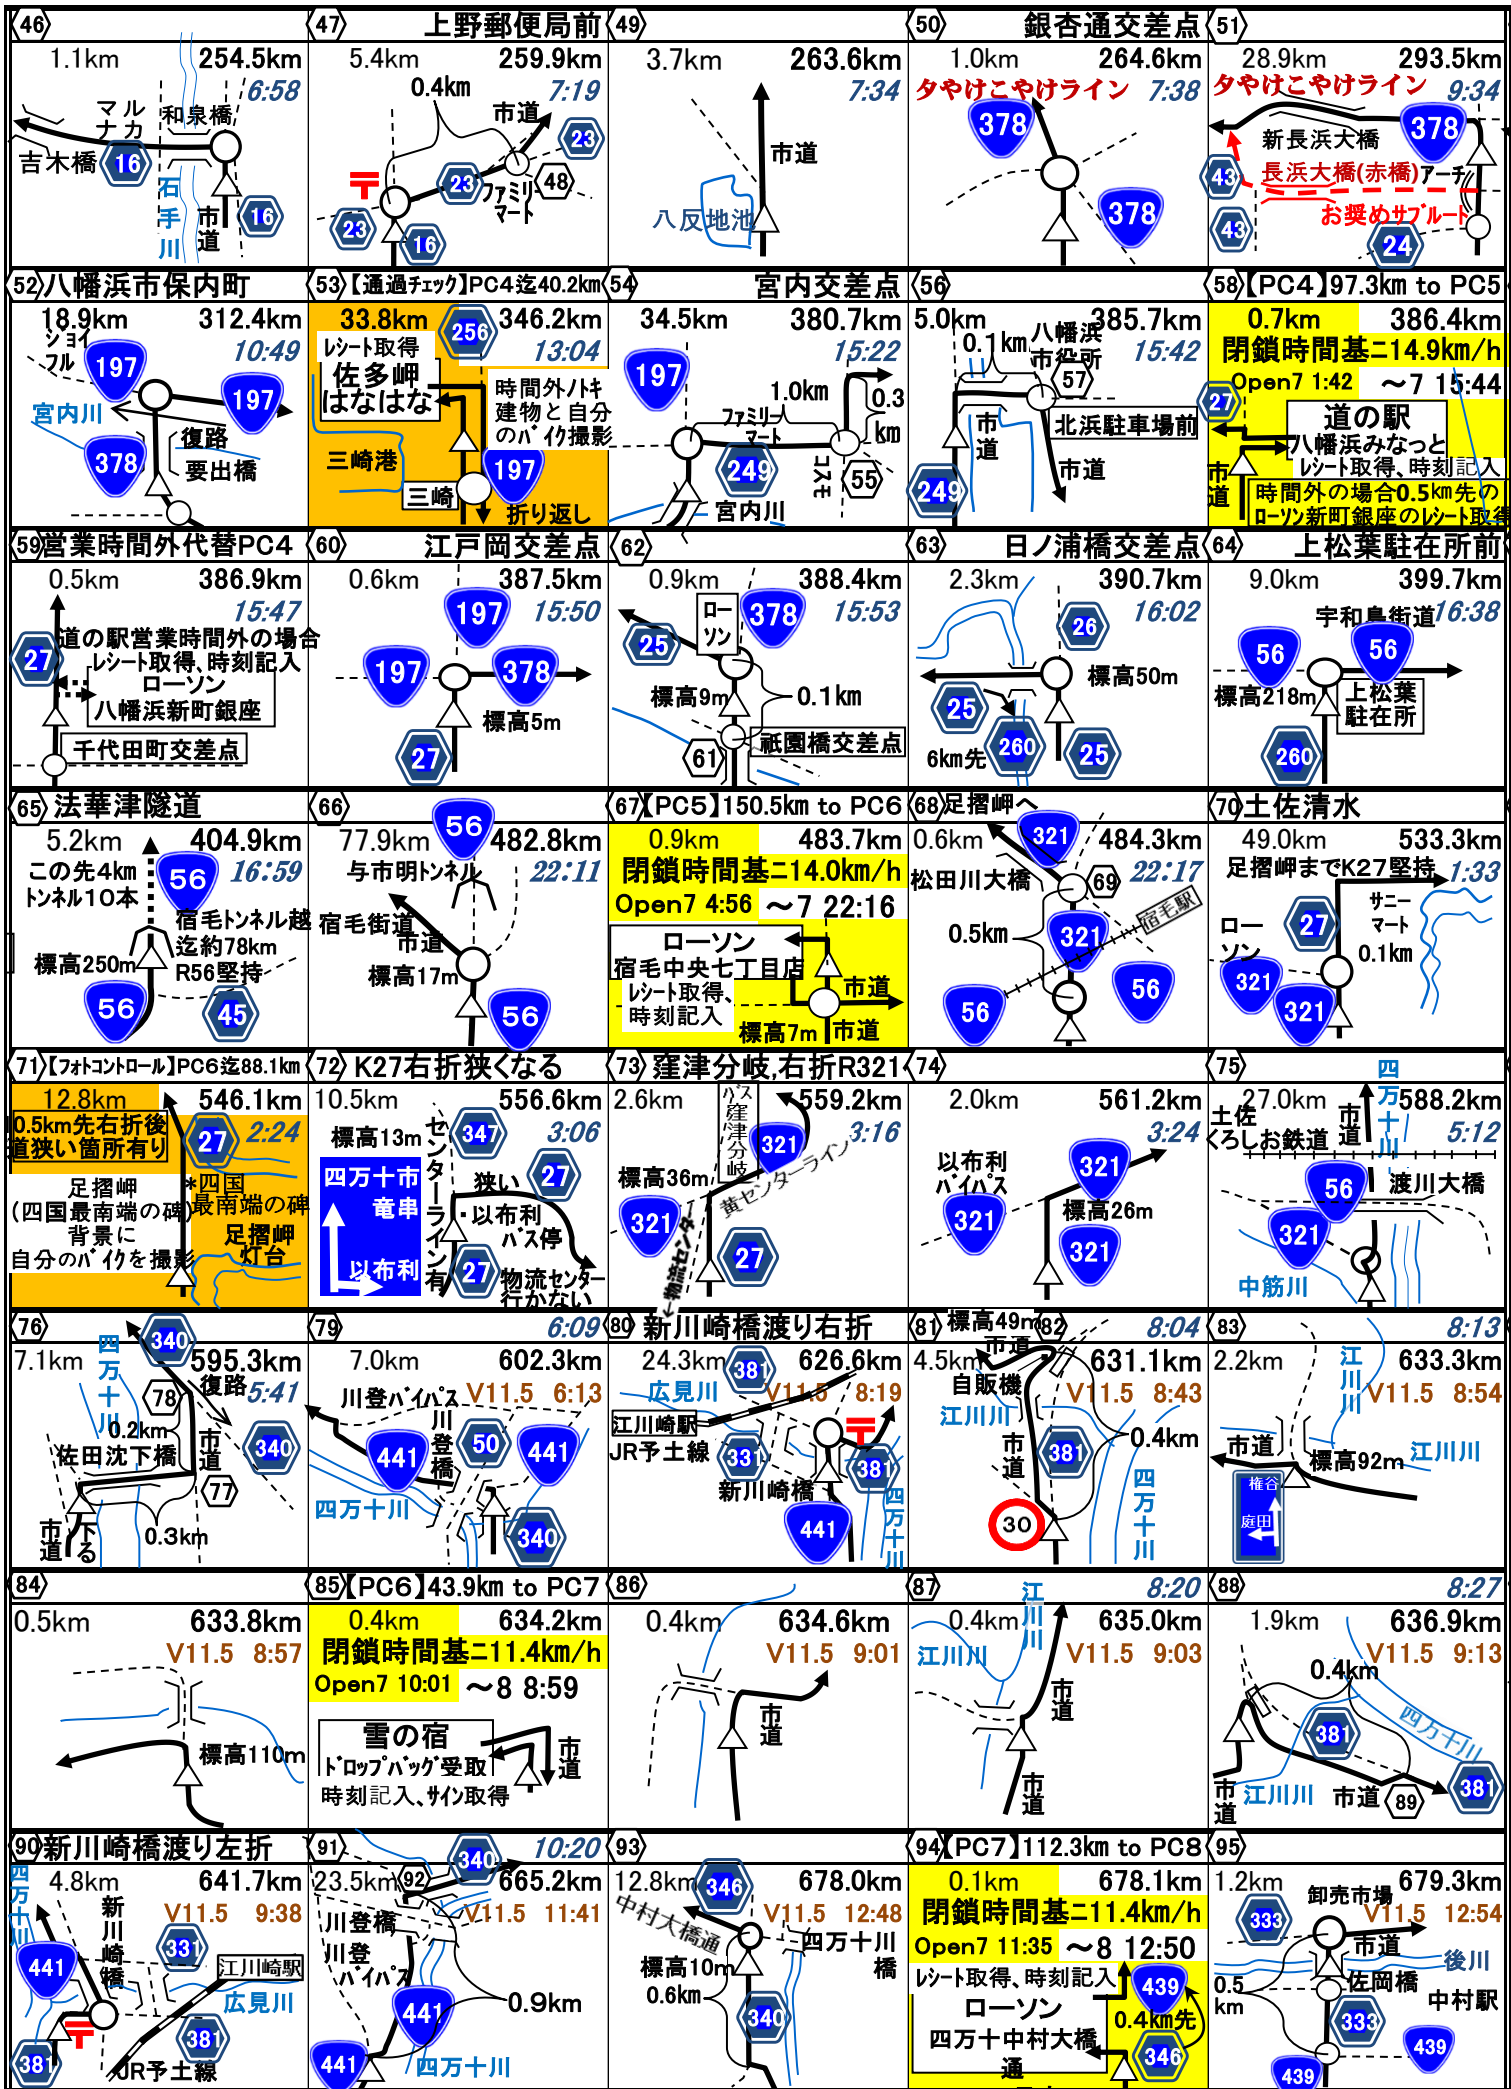 46
1.1km 254.5km
6:58
マル
ナカ
和泉橋
吉木橋
16
石手川
市道
16
47 上野郵便局前
5.4km 259.9km
7:19
0.4km
市道
23
23
48
ファミリーマート
23
16
49
3.7km 263.6km
7:34
市道
八反地池
50 銀杏通交差点
1.0km 264.6km
夕やけこやけライン 7:38
378
378
51
28.9km 293.5km
夕やけこやけライン 9:34
378
新長浜大橋
43
長浜大橋(赤橋)
アーチ
お奨めサブルート
43
24
52 八幡浜市保内町
18.9km 312.4km
ジョイフル
10:49
197
197
宮内川
復路
378
要出橋
53【通過チェック】PC4迄40.2km
33.8km 346.2km
256
13:04
レシート取得
佐多岬
はなはな
時間外ノトキ
建物と自分
のバイク撮影
三崎港
197
三崎
折り返し
54 宮内交差点
34.5km 380.7km
15:22
197
1.0km
0.3km
ファミリーマート
249
コスモ
55
宮内川
56
5.0km 385.7km
0.1km
八幡浜市役所
15:42
57
北浜駐車場前
市道
市道
249
58【PC4】97.3km to PC5
0.7km 386.4km
閉鎖時間基ニ14.9km/h
Open7 1:42 ～7 15:44
27
道の駅
八幡浜みなっと
レシート取得、時刻記入
市道
時間外の場合0.5km先の
ローソン新町銀座のレシート取得
59 営業時間外代替PC4
0.5km 386.9km
15:47
27
道の駅営業時間外の場合
レシート取得、時刻記入
ローソン
八幡浜新町銀座
千代田町交差点
60 江戸岡交差点
0.6km 387.5km
15:50
197
197
378
標高5m
27
62
0.9km 388.4km
15:53
ローソン
378
25
標高9m
0.1km
61
祇園橋交差点
63 日ノ浦橋交差点
2.3km 390.7km
16:02
26
標高50m
25
6km先
260
25
64 上松葉駐在所前
9.0km 399.7km
宇和島街道
16:38
56
56
標高218m
上松葉
駐在所
260
65 法華津隧道
5.2km 404.9km
16:59
この先4km
トンネル10本
56
宿毛トンネル越
迄約78km
R56堅持
標高250m
56
45
66
56
77.9km 482.8km
与市明トンネル
22:11
宿毛街道
市道
標高17m
56
67【PC5】150.5km to PC6
0.9km 483.7km
閉鎖時間基ニ14.0km/h
Open7 4:56 ～7 22:16
ローソン
宿毛中央七丁目店
レシート取得、
時刻記入
市道
標高7m
市道
68
足摺岬へ
0.6km 484.3km
321
22:17
松田川大橋
69
0.5km
321
宿毛駅
56
56
70 土佐清水
49.0km 533.3km
足摺岬までK27堅持
1:33
27
サニーマート
0.1km
ローソン
321
321
71【フォトコントロール】PC6迄88.1km
12.8km 546.1km
2:24
0.5km先右折後
道狭い箇所有り
27
足摺岬
(四国最南端の碑)
背景に
自分のバイクを撮影
*四国
最南端の碑
足摺岬
灯台
72 K27右折狭くなる
10.5km 556.6km
3:06
標高13m
センターライン有
347
27
四万十市
竜串
以布利
狭い
・以布利
バス停
27
物流センター
行かない
73 窪津分岐,右折R321
2.6km 559.2km
3:16
バス
窪津分岐
321
標高36m
黄センターライン
321
27
←物流センター
74
2.0km 561.2km
3:24
以布利
バイパス
321
標高26m
321
321
75
27.0km 588.2km
5:12
四万十川
市道
土佐
くろしお鉄道
56
渡川大橋
321
中筋川
76
340
7.1km 595.3km
5:41
四万十川
復路
78
0.2km
佐田沈下橋
市道
340
77
0.3km
市道
下る
79
6:09
7.0km 602.3km
V11.5 6:13
川登バイパス
川登橋
441
50
441
四万十川
340
80 新川崎橋渡り右折
24.3km 626.6km
381
広見川
V11.5 8:19
江川崎駅
JR予土線
331
新川崎橋
381
四万十川
441
81
標高49m
82
市道
8:04
4.5km 631.1km
自販機
V11.5 8:43
江川川
381
0.4km
市道
四万十川
30
83
8:13
2.2km 633.3km
江川川
V11.5 8:54
市道
標高92m
江川川
権谷
庭田
84
0.5km 633.8km
V11.5 8:57
標高110m
85【PC6】43.9km to PC7
0.4km 634.2km
閉鎖時間基ニ11.4km/h
Open7 10:01 ～8 8:59
雪の宿
ドロップバッグ受取
時刻記入、サイン取得
市道
86
0.4km 634.6km
V11.5 9:01
市道
87
8:20
江川川
0.4km 635.0km
V11.5 9:03
江川川
市道
市道
88
8:27
1.9km 636.9km
V11.5 9:13
0.4km
四万十川
381
市道
江川川
市道
89
381
90 新川崎橋渡り左折
4.8km 641.7km
四万十川
新川崎橋
V11.5 9:38
331
441
江川崎駅
広見川
381
381
JR予土線
91
10:20
340
92
23.5km 665.2km
V11.5 11:41
川登橋
川登
バイパス
0.9km
441
441
四万十川
93
12.8km 678.0km
346
中村大橋通
V11.5 12:48
四万十川橋
標高10m
0.6km
340
94【PC7】112.3km to PC8
0.1km 678.1km
閉鎖時間基ニ11.4km/h
Open7 11:35 ～8 12:50
レシート取得、時刻記入
ローソン
四万十中村大橋
通
439
0.4km先
346
95
1.2km 679.3km
卸売市場
333
V11.5 12:54
市道
後川
佐岡橋
0.5km
333
中村駅
439
439